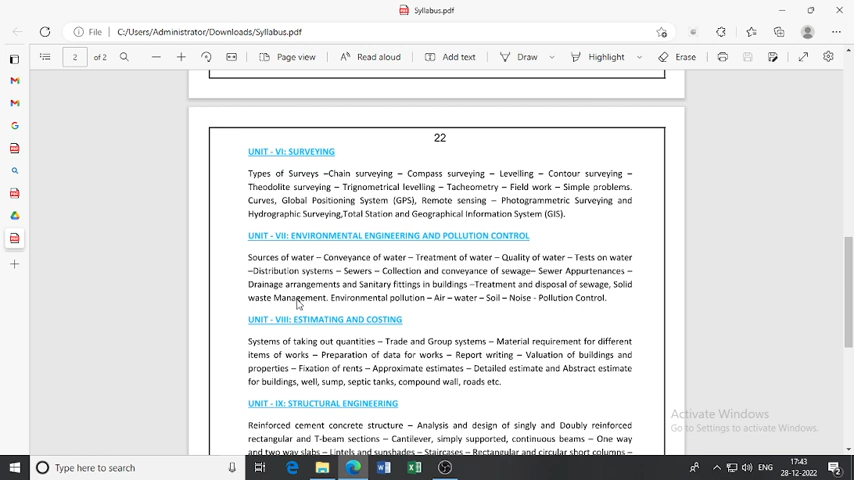 Syllabus.pdf
File | C:/Users/Administrator/Downloads/Syllabus.pdf
2 of 2 Page view Read aloud Add text Draw Highlight Erase
22
UNIT - VI: SURVEYING
Types of Surveys –Chain surveying – Compass surveying – Levelling – Contour surveying –
Theodolite surveying – Trignometrical levelling – Tacheometry – Field work – Simple problems.
Curves, Global Positioning System (GPS), Remote sensing – Photogrammetric Surveying and
Hydrographic Surveying,Total Station and Geographical Information System (GIS).
UNIT - VII: ENVIRONMENTAL ENGINEERING AND POLLUTION CONTROL
Sources of water – Conveyance of water – Treatment of water – Quality of water – Tests on water
–Distribution systems – Sewers – Collection and conveyance of sewage– Sewer Appurtenances –
Drainage arrangements and Sanitary fittings in buildings –Treatment and disposal of sewage, Solid
waste Management. Environmental pollution – Air – water – Soil – Noise - Pollution Control.
UNIT - VIII: ESTIMATING AND COSTING
Systems of taking out quantities – Trade and Group systems – Material requirement for different
items of works – Preparation of data for works – Report writing – Valuation of buildings and
properties – Fixation of rents – Approximate estimates – Detailed estimate and Abstract estimate
for buildings, well, sump, septic tanks, compound wall, roads etc.
UNIT - IX: STRUCTURAL ENGINEERING
Reinforced cement concrete structure – Analysis and design of singly and Doubly reinforced
rectangular and T-beam sections – Cantilever, simply supported, continuous beams – One way
and two way slabs – Lintels and sunshades – Staircases – Rectangular and circular short columns –
Activate Windows
Go to Settings to activate Windows.
Type here to search
ENG
17:43
28-12-2022
2